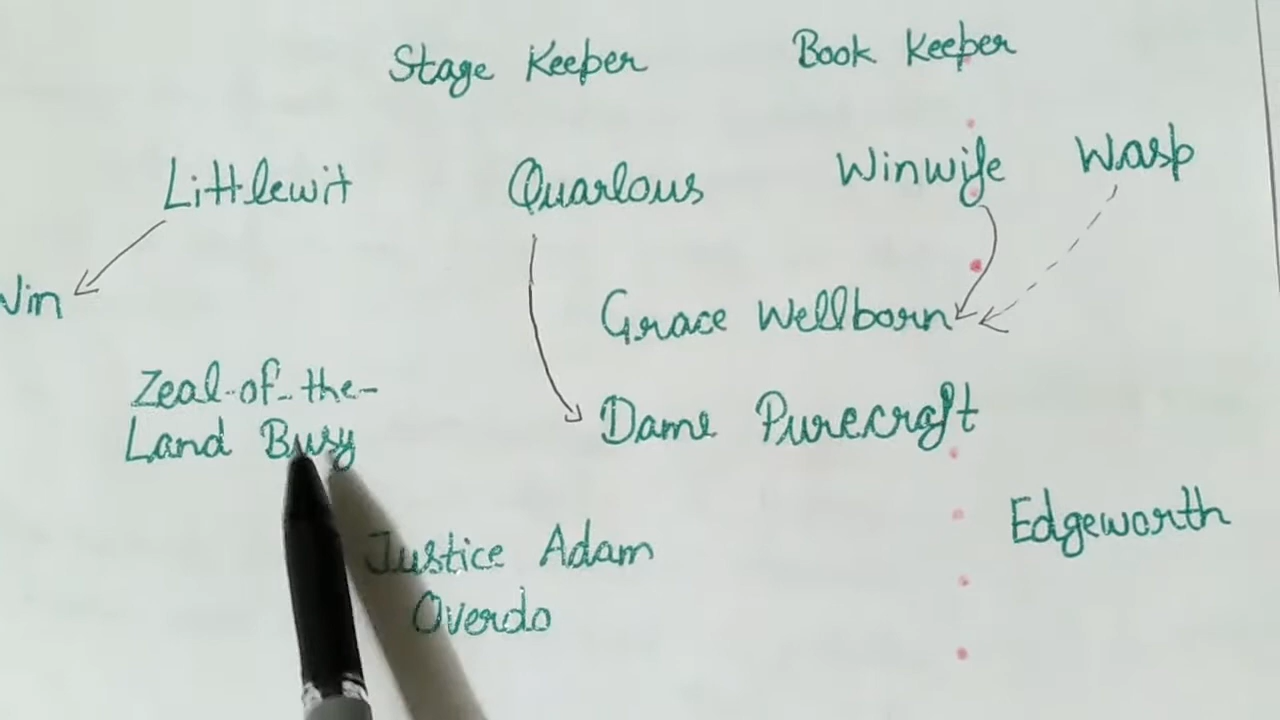 Stage Keeper Book Keeper
Littlewit Quarlous Winwife Wasp
Win
Grace Wellborn
Zeal-of-the-
Land Busy
Dame Purecraft
Edgeworth
Justice Adam
Overdo